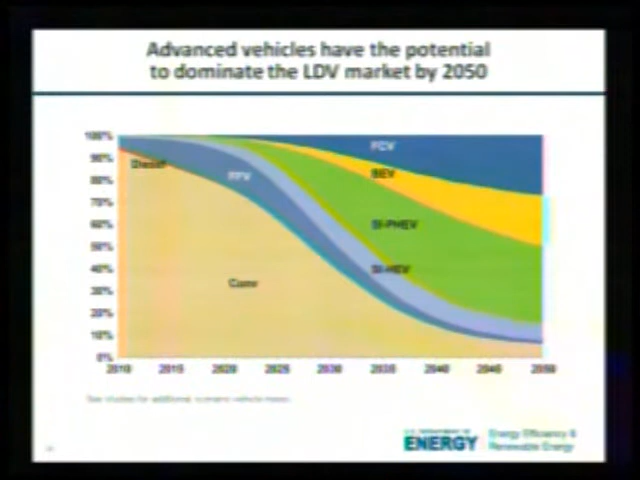 Advanced vehicles have the potential
to dominate the LDV market by 2050
100%
90%
80%
70%
60%
50%
40%
30%
20%
10%
0%
Diesel
FFV
Conv
FCV
BEV
SI-PHEV
SI-HEV
2010
2015
2020
2025
2030
2035
2040
2045
2050
U.S. DEPARTMENT OF
ENERGY
Energy Efficiency &
Renewable Energy